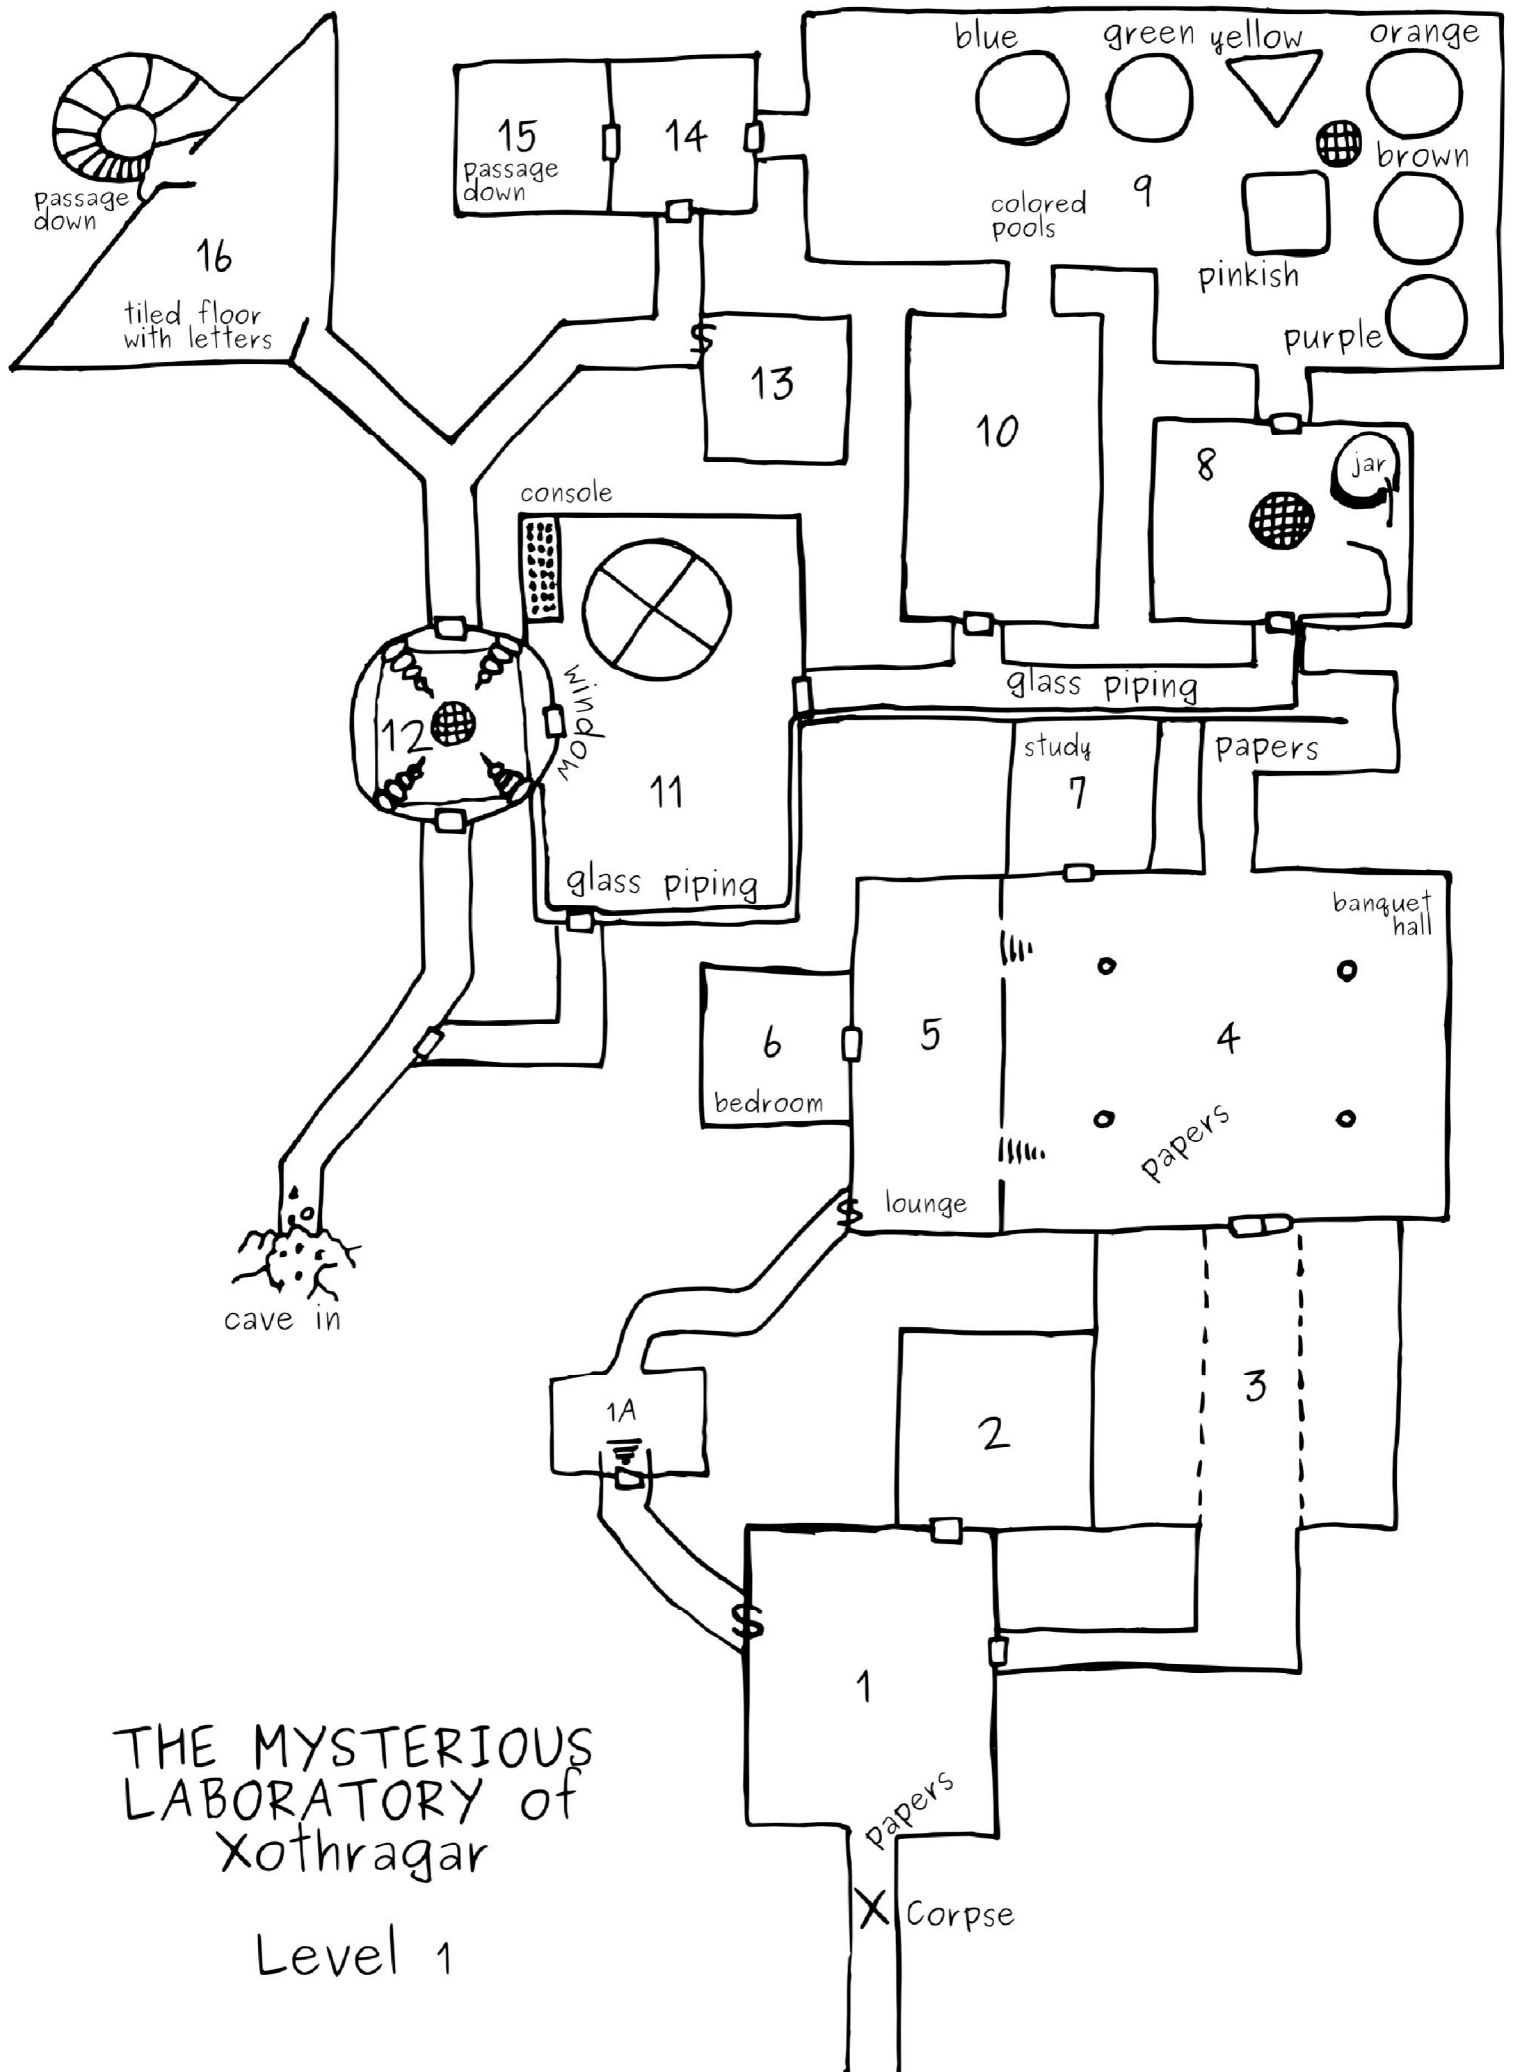 blue
green
yellow
orange
15
passage
down
14
brown
9
colored
pools
passage
down
16
pinkish
tiled floor
with letters
purple
13
10
8
jar
console
12
window
11
glass piping
study
7
papers
glass piping
banquet
hall
6
bedroom
5
4
papers
lounge
cave in
1A
3
2
1
THE MYSTERIOUS
LABORATORY of
Xothragar
Level 1
papers
X Corpse
$
$
$